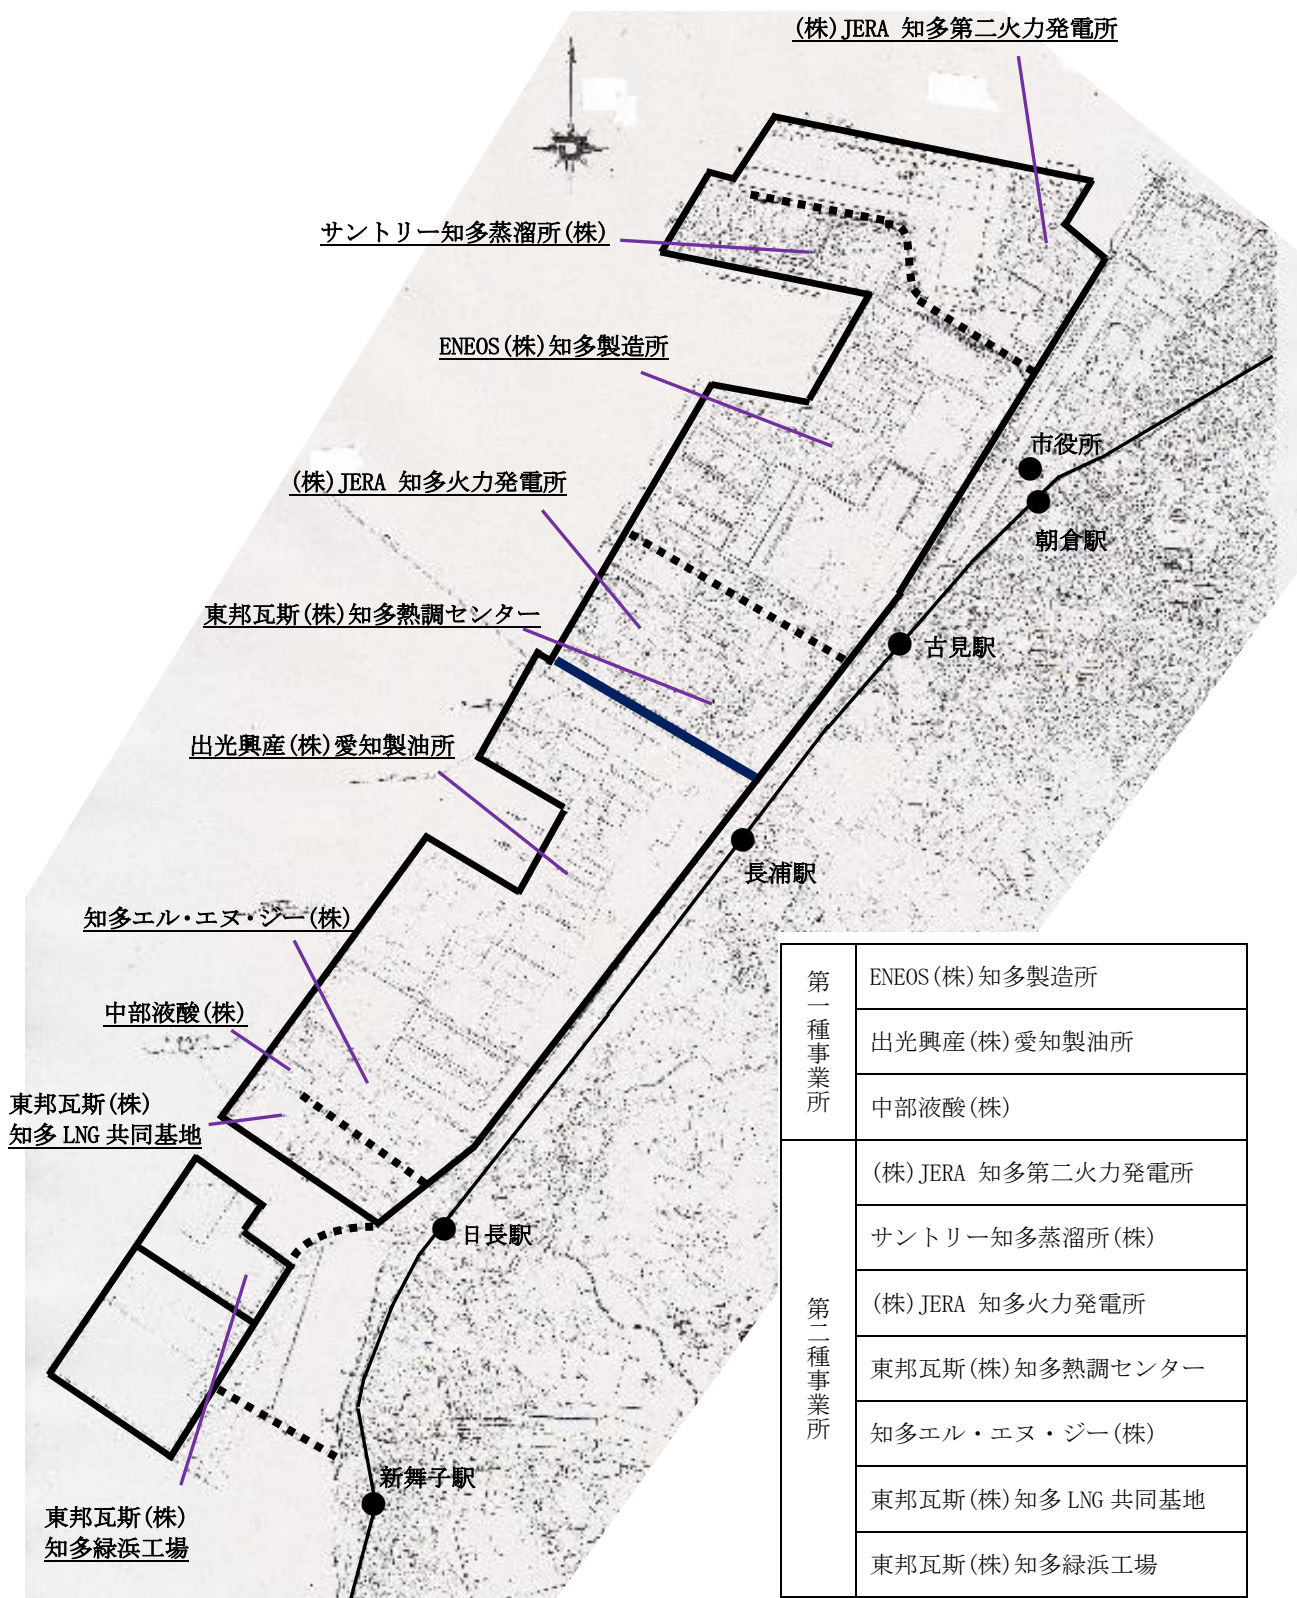 (株)JERA 知多第二火力発電所
サントリー知多蒸溜所(株)
ENEOS(株)知多製造所
市役所
(株)JERA 知多火力発電所
朝倉駅
東邦瓦斯(株)知多熱調センター
古見駅
出光興産(株)愛知製油所
長浦駅
知多エル・エヌ・ジー(株)
中部液酸(株)
東邦瓦斯(株)
知多 LNG 共同基地
日長駅
新舞子駅
東邦瓦斯(株)
知多緑浜工場
第一種事業所
ENEOS(株)知多製造所
出光興産(株)愛知製油所
中部液酸(株)
第二種事業所
(株)JERA 知多第二火力発電所
サントリー知多蒸溜所(株)
(株)JERA 知多火力発電所
東邦瓦斯(株)知多熱調センター
知多エル・エヌ・ジー(株)
東邦瓦斯(株)知多 LNG 共同基地
東邦瓦斯(株)知多緑浜工場